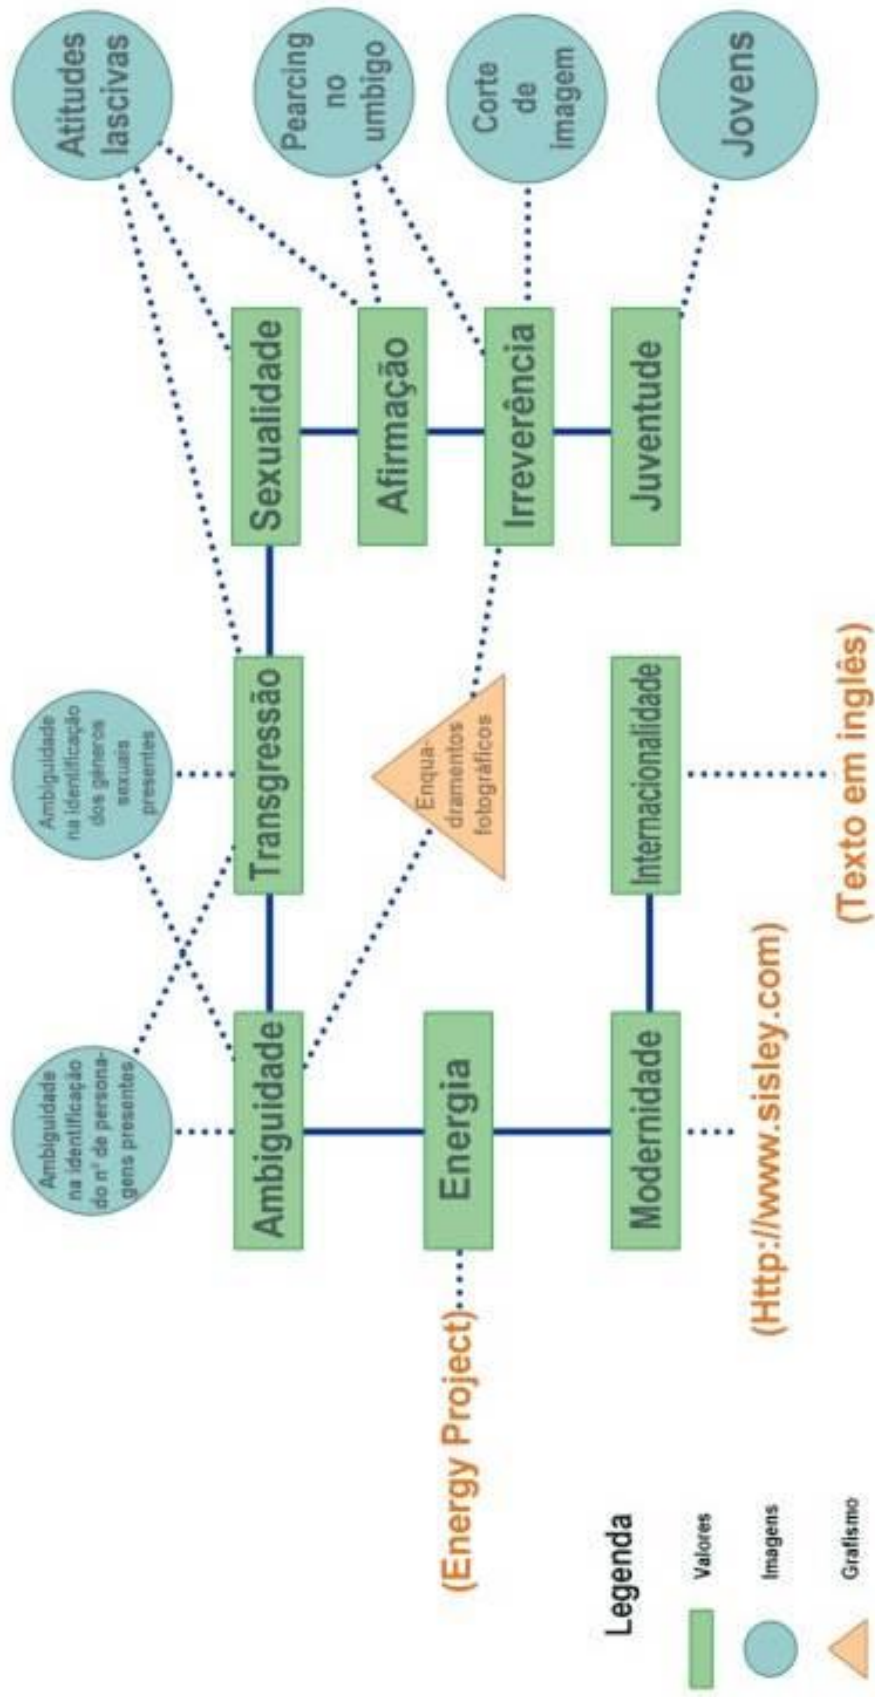 Ambiguidade
na identificação
do nº de persona-
gens presentes
Ambiguidade
na identificação
dos géneros
sexuais
presentes
Atitudes
lascivas
Pearcing
no
umbigo
Corte
de
imagem
Jovens
Ambiguidade
Transgressão
Sexualidade
Afirmação
Irreverência
Juventude
Enqua-
dramentos
fotográficos
(Energy Project)
Energia
Modernidade
Internacionalidade
(Http://www.sisley.com)
(Texto em inglês)
Legenda
Valores
Imagens
Grafismo